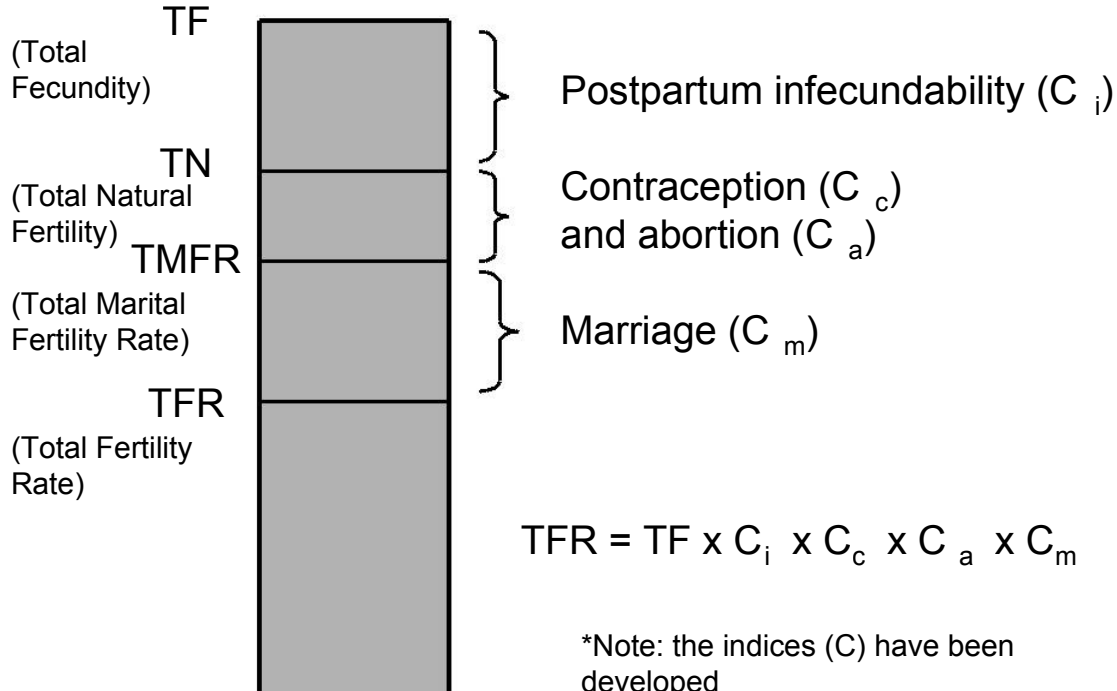 TF
(Total
Fecundity)
Postpartum infecundability (C i)
TN
(Total Natural
Fertility)
Contraception (C c)
and abortion (C a)
TMFR
(Total Marital
Fertility Rate)
Marriage (C m)
TFR
(Total Fertility
Rate)
TFR = TF x Ci x Cc x C a x Cm
*Note: the indices (C) have been
developed